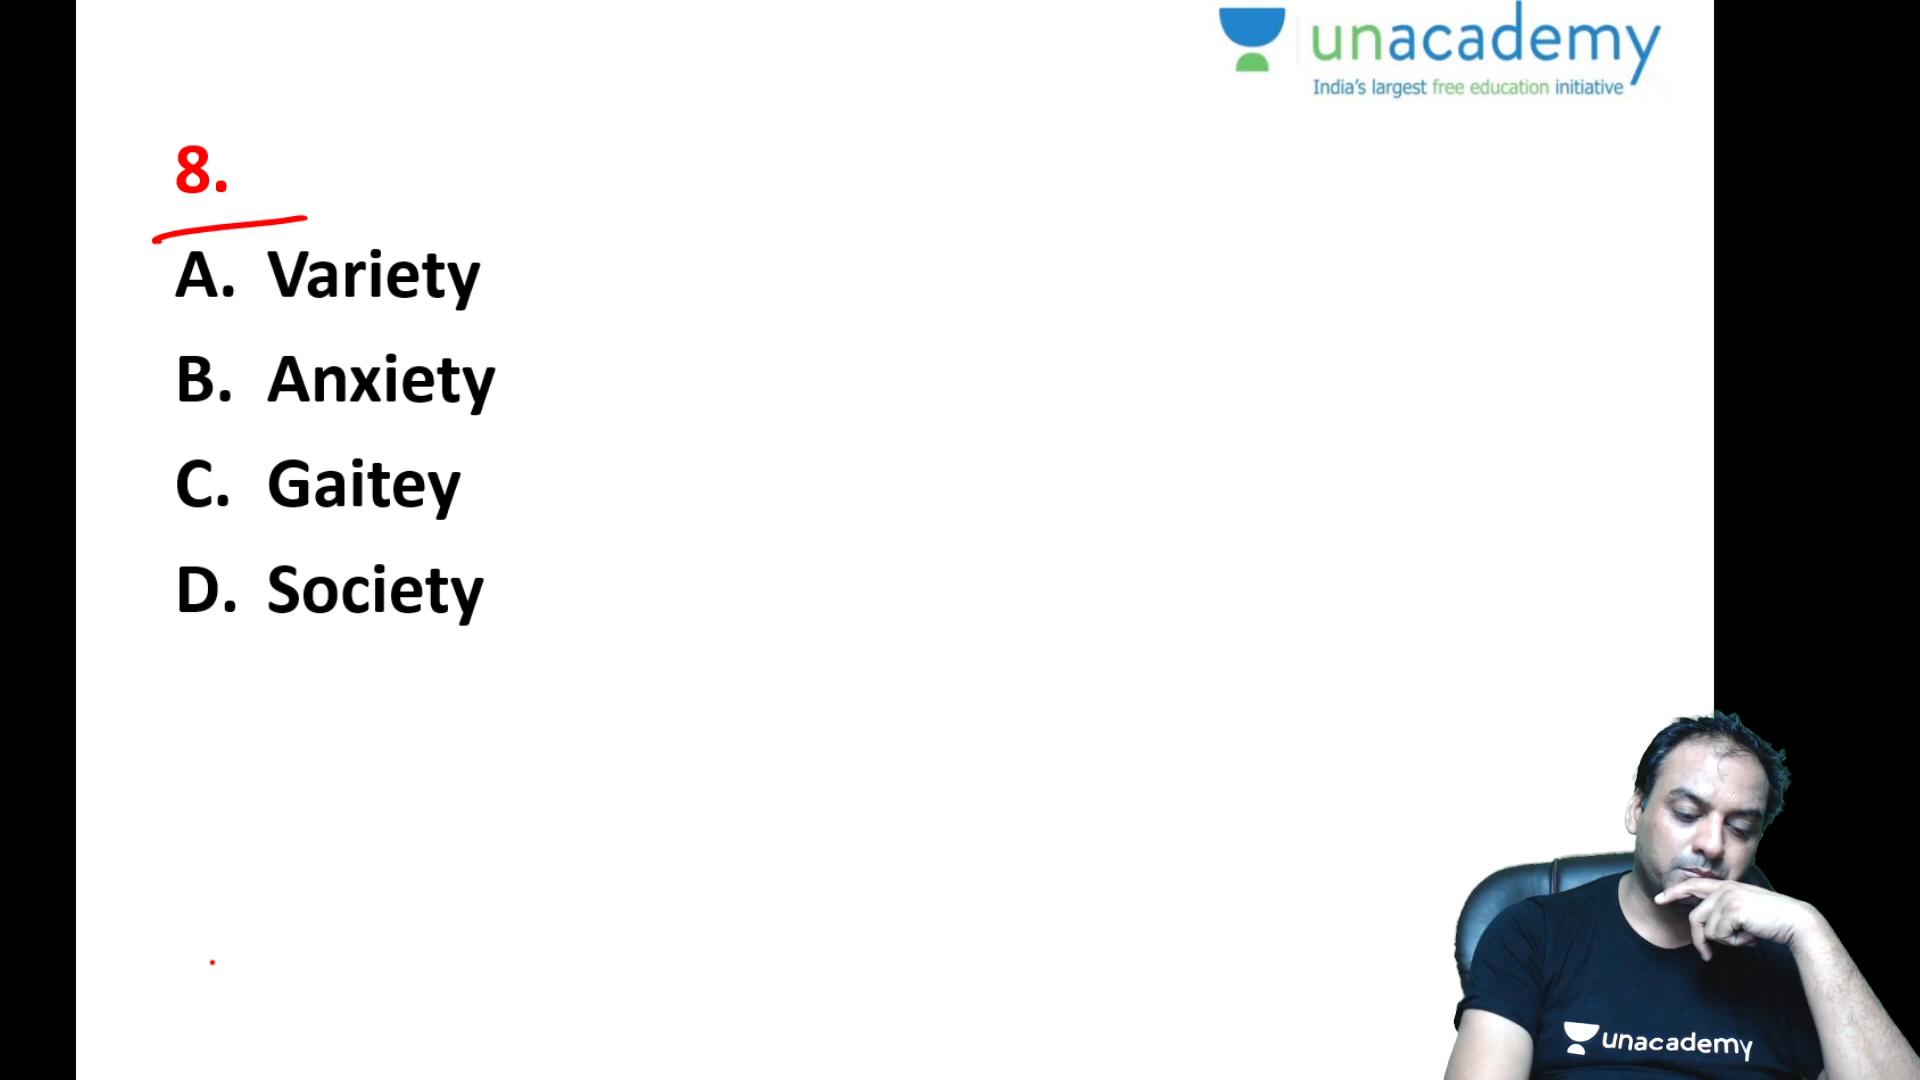 unacademy
India's largest free education initiative
8.
A. Variety
B. Anxiety
C. Gaitey
D. Society
unacademy